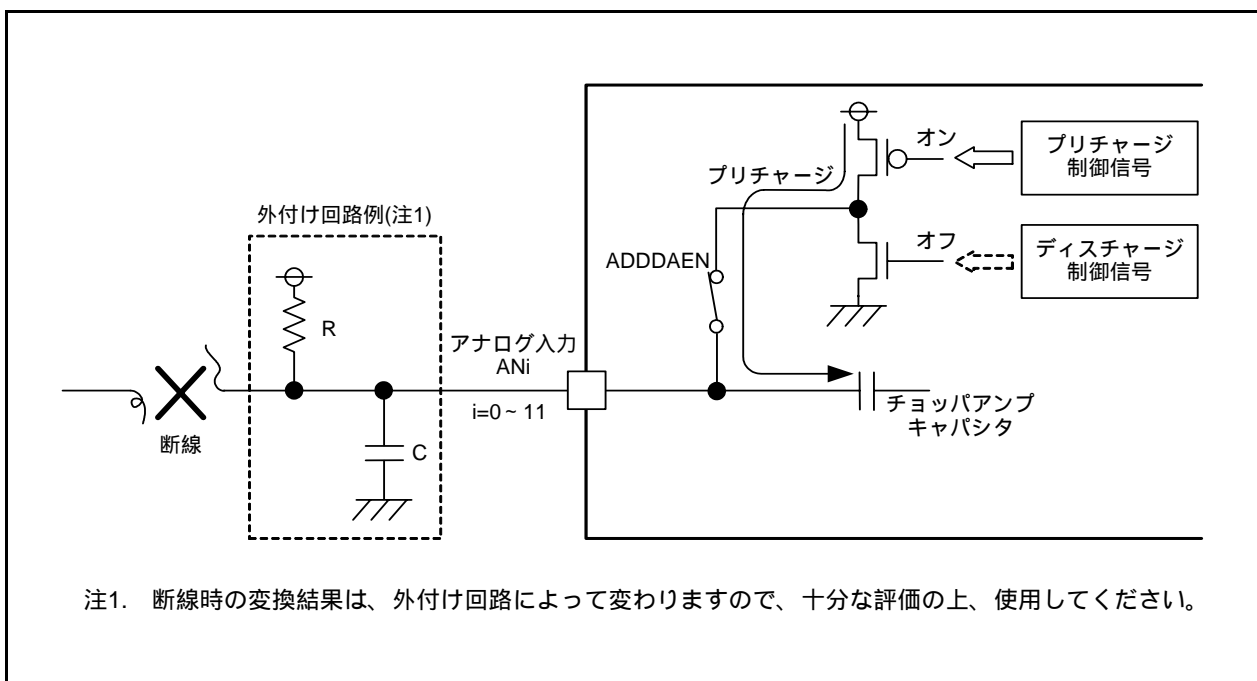 オン
プリチャージ
制御信号
プリチャージ
外付け回路例(注1)
オフ
ディスチャージ
制御信号
ADDDAEN
R
アナログ入力
ANi
i=0~11
チョッパアンプ
キャパシタ
断線
C
注1. 断線時の変換結果は、外付け回路によって変わりますので、十分な評価の上、使用してください。